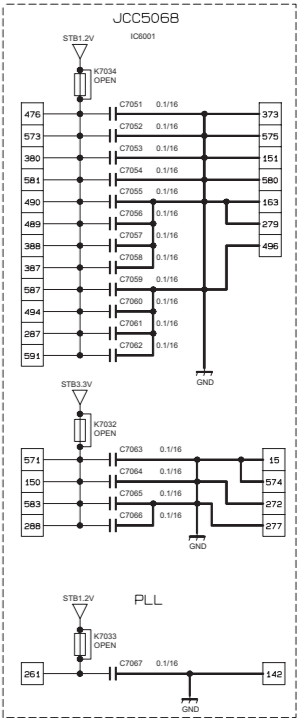 JCC5068
IC6001
STB1.2V
K7034
OPEN
476 C7051 0.1/16 373
573 C7052 0.1/16 575
380 C7053 0.1/16 151
581 C7054 0.1/16 580
490 C7055 0.1/16 163
489 C7056 0.1/16 279
388 C7057 0.1/16 496
387 C7058 0.1/16
587 C7059 0.1/16
494 C7060 0.1/16
287 C7061 0.1/16
591 C7062 0.1/16
GND
STB3.3V
K7032
OPEN
571 C7063 0.1/16 15
150 C7064 0.1/16 574
583 C7065 0.1/16 272
288 C7066 0.1/16 277
GND
STB1.2V
PLL
K7033
OPEN
261 C7067 0.1/16 142
GND